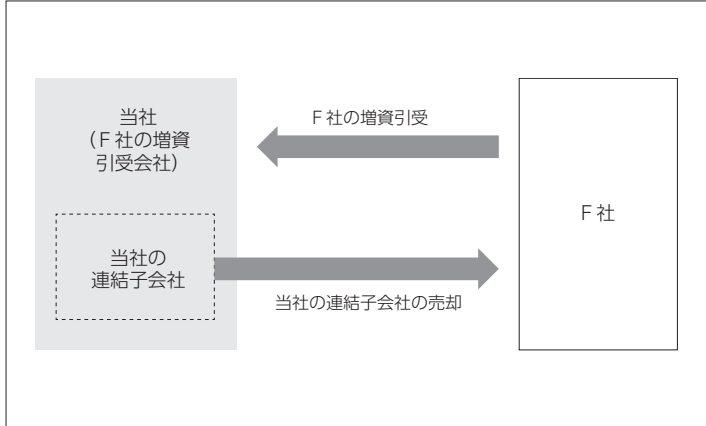 当社
(F社の増資
引受会社)
F社の増資引受
F社
当社の
連結子会社
当社の連結子会社の売却